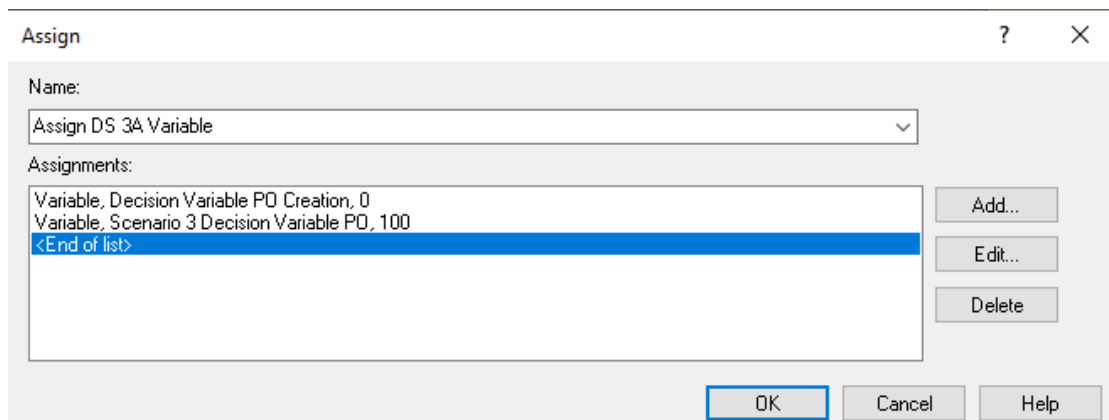 Assign
?
Name:
Assign DS 3A Variable
Assignments:
Variable, Decision Variable PO Creation, 0
Variable, Scenario 3 Decision Variable PO, 100
<End of list>
Add...
Edit...
Delete
OK
Cancel
Help